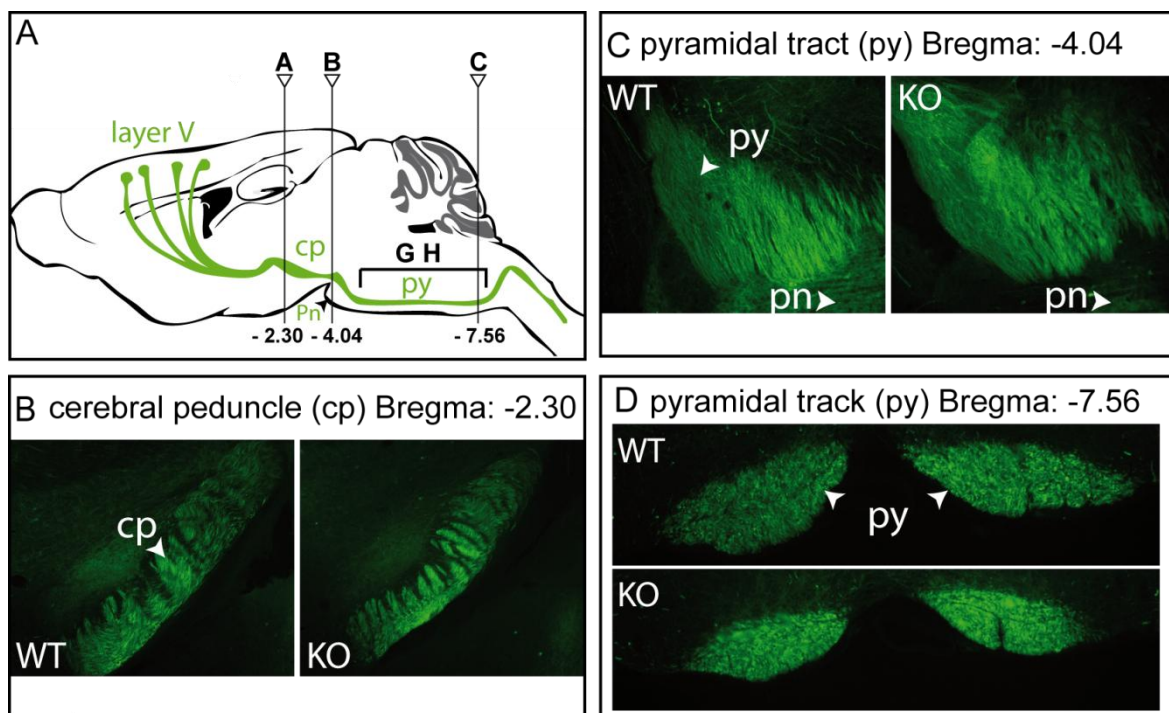 A
A B C
layer V
cp
G H
py
Pn
- 2.30 - 4.04 - 7.56
B cerebral peduncle (cp) Bregma: -2.30
cp
WT KO
C pyramidal tract (py) Bregma: -4.04
WT KO
py
pn pn
D pyramidal track (py) Bregma: -7.56
WT
py
KO